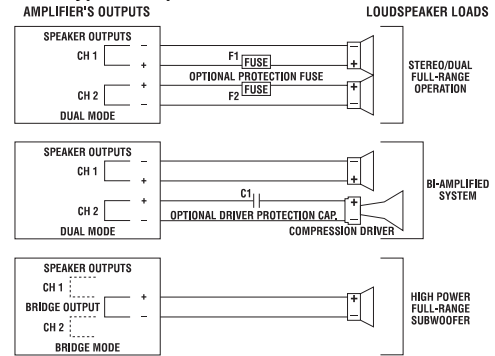 AMPLIFIER'S OUTPUTS
LOUDSPEAKER LOADS
SPEAKER OUTPUTS
CH 1
−
+
F1
FUSE
−
+
OPTIONAL PROTECTION FUSE
CH 2
+
−
FUSE
F2
+
−
DUAL MODE
STEREO/DUAL
FULL-RANGE
OPERATION
SPEAKER OUTPUTS
CH 1
−
+
−
+
C1
CH 2
+
−
+
−
OPTIONAL DRIVER PROTECTION CAP,
COMPRESSION DRIVER
DUAL MODE
BI-AMPLIFIED
SYSTEM
SPEAKER OUTPUTS
CH 1
BRIDGE OUTPUT
+
−
+
−
CH 2
BRIDGE MODE
HIGH POWER
FULL-RANGE
SUBWOOFER